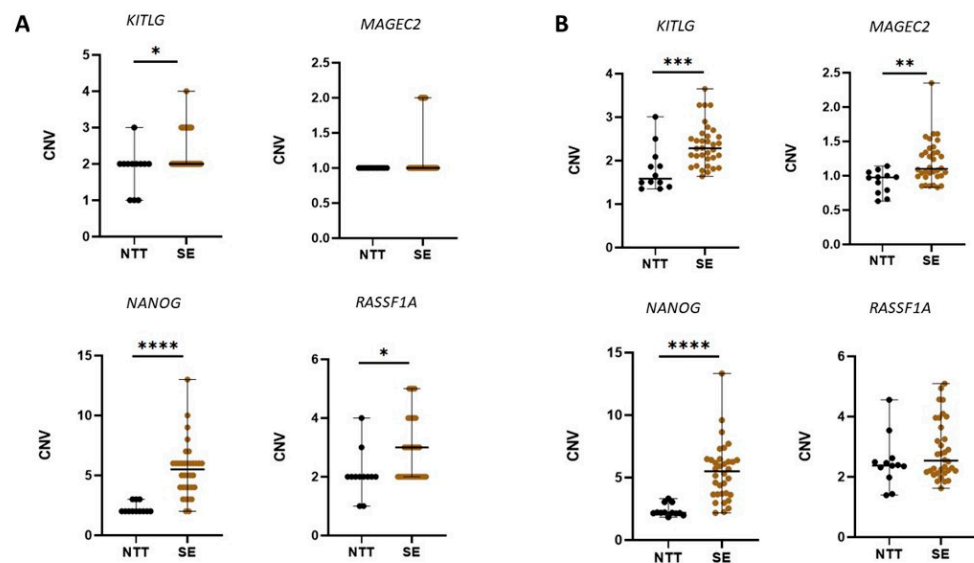 A
KITLG
*
CNV
5
4
3
2
1
0
NTT
SE
MAGEC2
CNV
2.5
2.0
1.5
1.0
0.5
0.0
NTT
SE
NANOG
****
CNV
15
10
5
0
NTT
SE
RASSF1A
*
CNV
6
4
2
0
NTT
SE
B
KITLG
***
CNV
4
3
2
1
0
NTT
SE
MAGEC2
**
CNV
2.5
2.0
1.5
1.0
0.5
0.0
NTT
SE
NANOG
****
CNV
15
10
5
0
NTT
SE
RASSF1A
CNV
6
4
2
0
NTT
SE